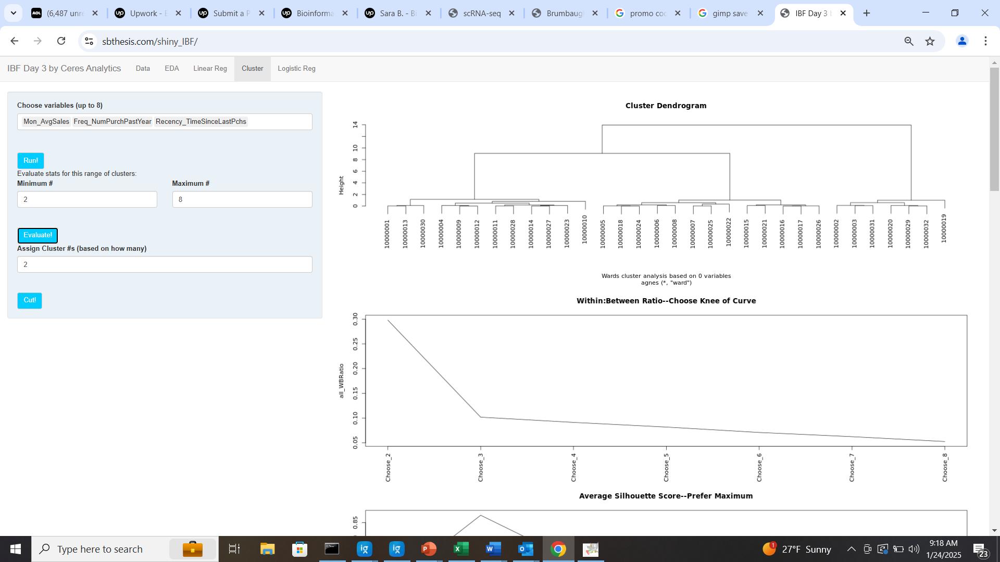 (6,487 unre
Upwork - E
Submit a P
Bioinforma
Sara B. - Bi
scRNA-seq
Brumbaugh
promo coc
gimp save
IBF Day 3 b
sbthesis.com/shiny_IBF/
IBF Day 3 by Ceres Analytics
Data
EDA
Linear Reg
Cluster
Logistic Reg
Choose variables (up to 8)
Mon_AvgSales Freq_NumPurchPastYear Recency_TimeSinceLastPchs
Run!
Evaluate stats for this range of clusters:
Minimum #
Maximum #
2
8
Evaluate!
Assign Cluster #s (based on how many)
2
Cut!
Cluster Dendrogram
Height
14
10
8
6
4
2
0
10000001
10000013
10000030
10000004
10000009
10000012
10000011
10000028
10000014
10000027
10000023
10000010
10000005
10000018
10000024
10000006
10000008
10000007
10000025
10000022
10000015
10000021
10000016
10000017
10000026
10000002
10000003
10000031
10000020
10000029
10000032
10000019
Wards cluster analysis based on 0 variables
agnes (*, "ward")
Within:Between Ratio--Choose Knee of Curve
all_WBRatio
0.30
0.25
0.20
0.15
0.10
0.05
Choose_2
Choose_3
Choose_4
Choose_5
Choose_6
Choose_7
Choose_8
Average Silhouette Score--Prefer Maximum
0.85
Type here to search
27°F Sunny
9:18 AM
1/24/2025
23